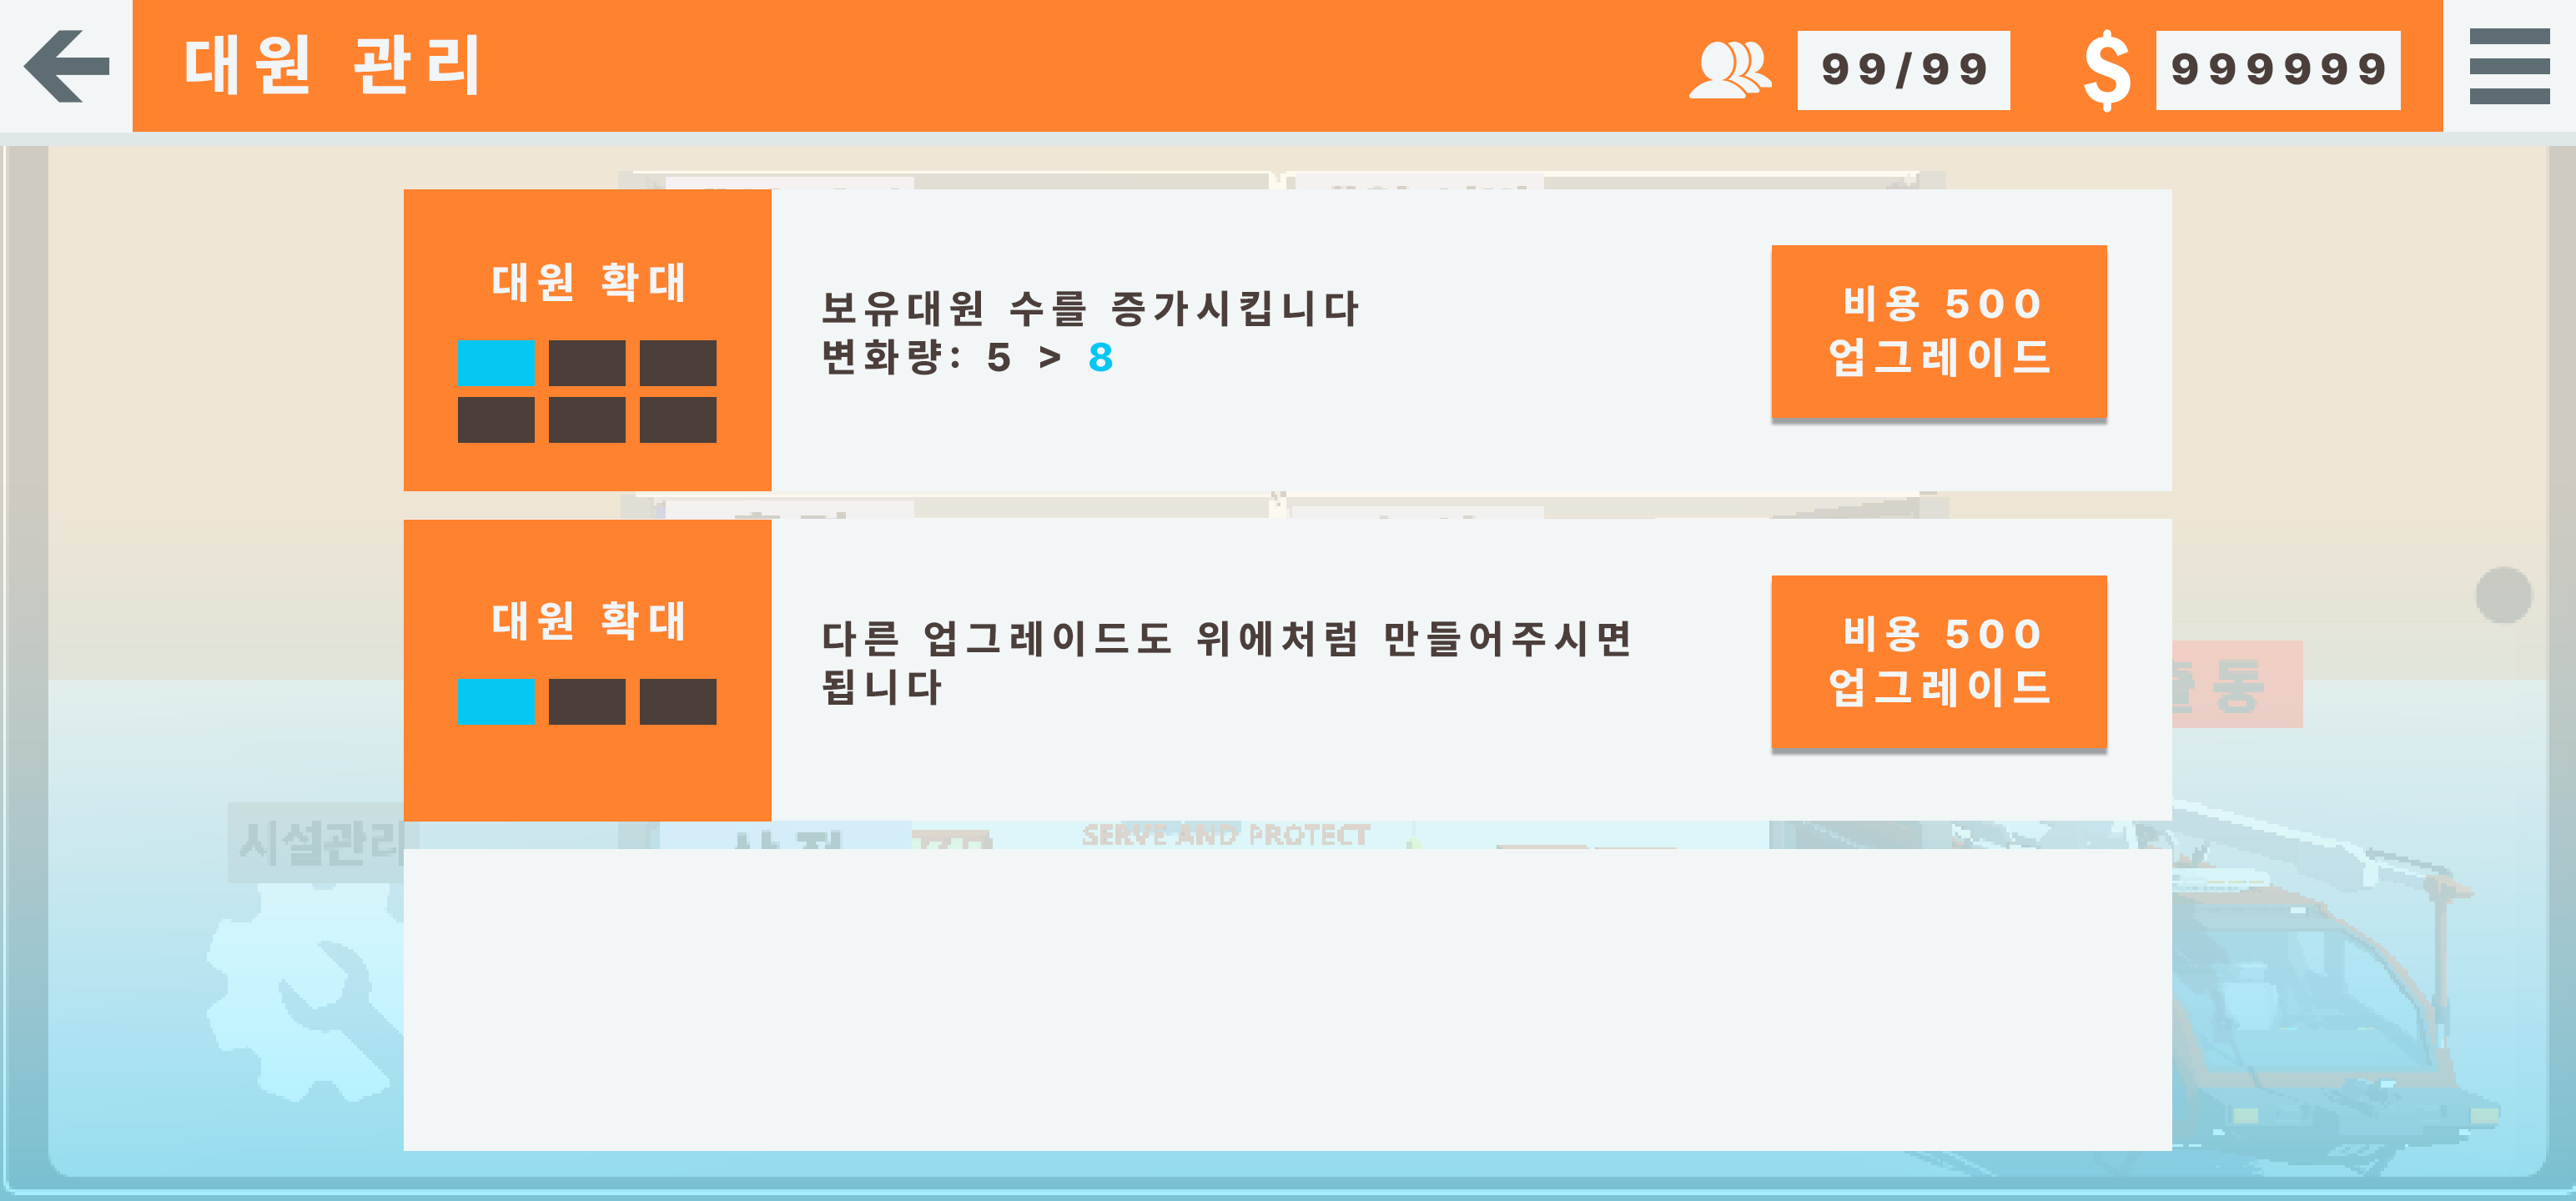 대원 관리
99/99
$
999999
대원 확대
보유대원 수를 증가시킵니다
변화량: 5 > 8
비용 500
업그레이드
대원 확대
다른 업그레이드도 위에처럼 만들어주시면
됩니다
비용 500
업그레이드
동
시설관리
SERVE AND PROTECT